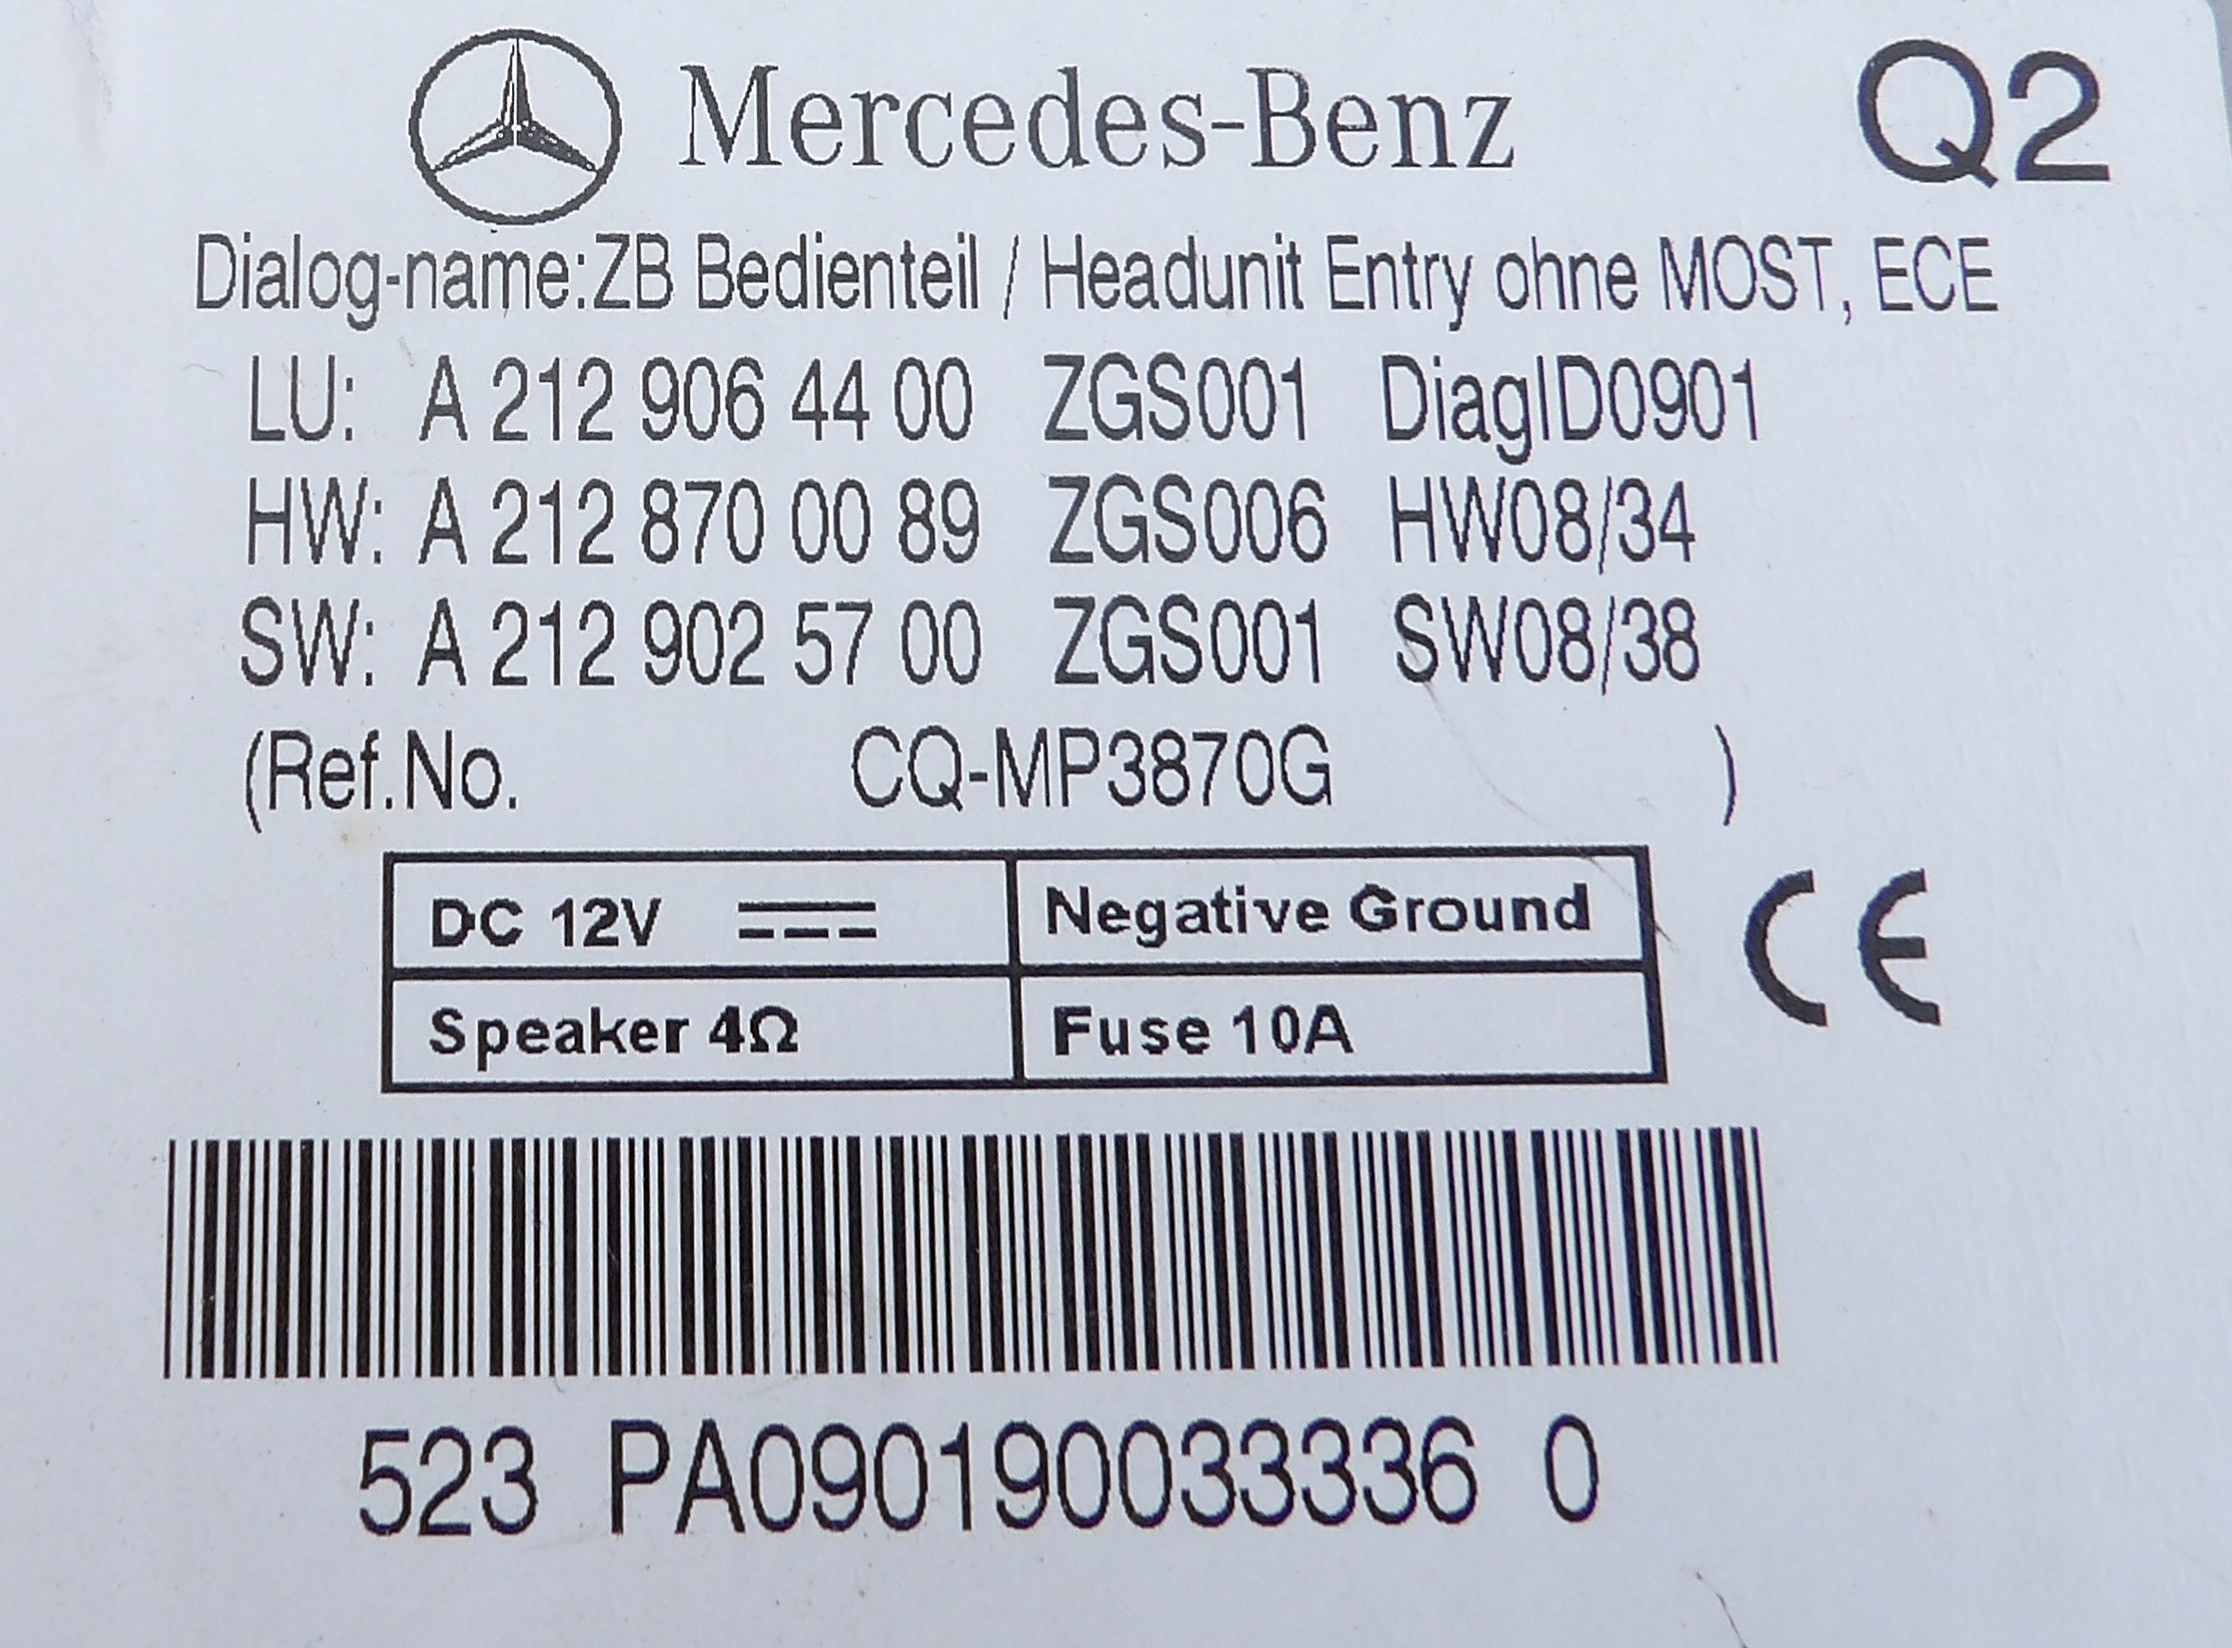 Mercedes-Benz Q2
Dialog-name:ZB Bedienteil / Headunit Entry ohne MOST, ECE
LU: A 212 906 44 00 ZGS001 DiagID0901
HW: A 212 870 00 89 ZGS006 HW08/34
SW: A 212 902 57 00 ZGS001 SW08/38
(Ref.No. CQ-MP3870G )
DC 12V Negative Ground
Speaker 4Ω Fuse 10A
CE
523 PA090190033336 0